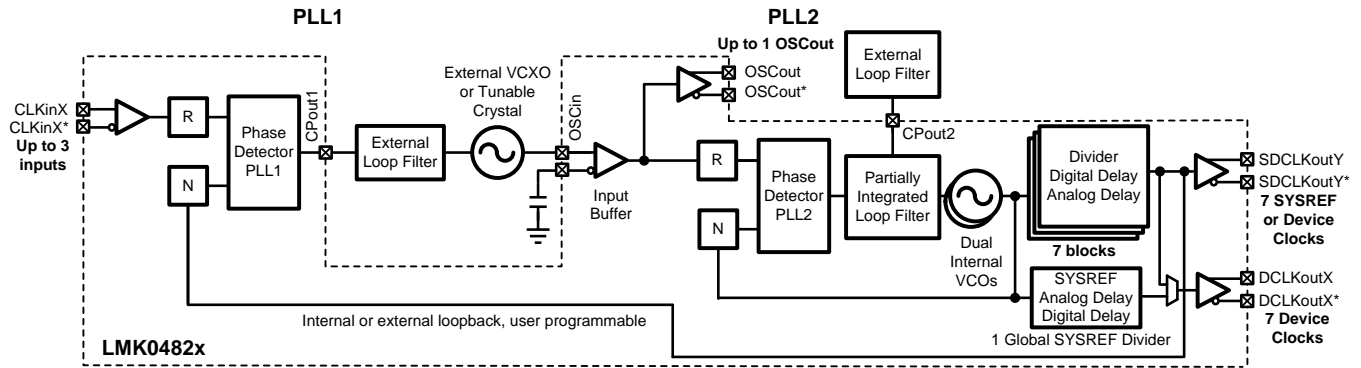 PLL1
PLL2
Up to 1 OSCout
External
Loop Filter
External VCXO
or Tunable
Crystal
OSCin
OSCout
OSCout*
CLKinX
CLKinX*
Up to 3
inputs
R
N
Phase
Detector
PLL1
CPout1
External
Loop Filter
Input
Buffer
R
N
Phase
Detector
PLL2
CPout2
Partially
Integrated
Loop Filter
Dual
Internal
VCOs
Divider
Digital Delay
Analog Delay
7 blocks
SDCLKoutY
SDCLKoutY*
7 SYSREF
or Device
Clocks
SYSREF
Analog Delay
Digital Delay
1 Global SYSREF Divider
DCLKoutX
DCLKoutX*
7 Device
Clocks
Internal or external loopback, user programmable
LMK0482x